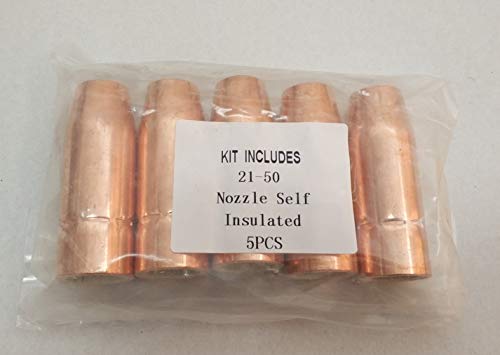 KIT INCLUDES
21-50
Nozzle Self
Insulated
5PCS